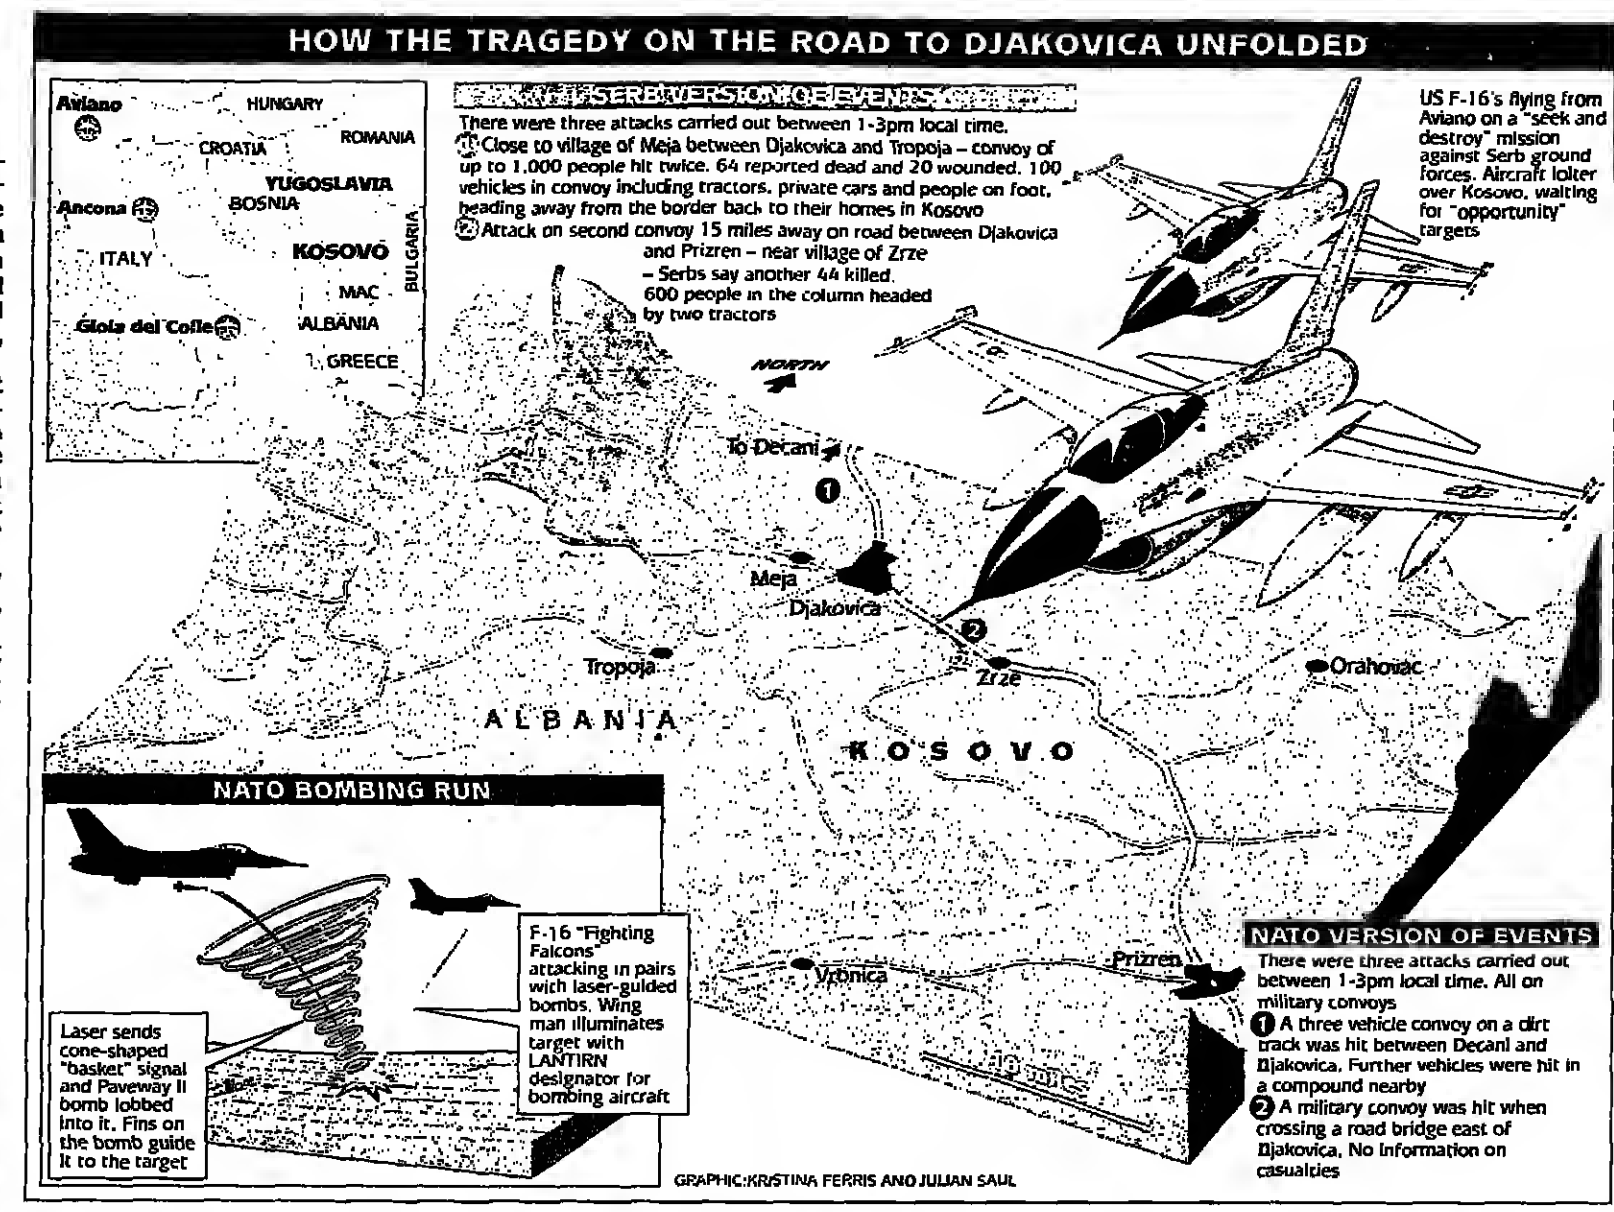 HOW THE TRAGEDY ON THE ROAD TO DJAKOVICA UNFOLDED
Aviano
HUNGARY
ROMANIA
CROATIA
YUGOSLAVIA
BOSNIA
Ancona
BULGARIA
ITALY
KOSOVO
MAC
Gioia del Colle
ALBANIA
GREECE
SERB VERSION OF EVENTS
There were three attacks carried out between 1-3pm local time.
1 Close to village of Meja between Djakovica and Tropoja – convoy of
up to 1,000 people hit twice. 64 reported dead and 20 wounded. 100
vehicles in convoy including tractors, private cars and people on foot,
heading away from the border back to their homes in Kosovo
2 Attack on second convoy 15 miles away on road between Djakovica
and Prizren – near village of Zrze
– Serbs say another 44 killed.
600 people in the column headed
by two tractors
US F-16's flying from
Aviano on a "seek and
destroy" mission
against Serb ground
forces. Aircraft loiter
over Kosovo, waiting
for "opportunity"
targets
NORTH
To Decani
1
Meja
Djakovica
2
Tropoja
Zrze
Orahovac
ALBANIA
KOSOVO
Vrbnica
Prizren
NATO BOMBING RUN
F-16 "Fighting
Falcons"
attacking in pairs
with laser-guided
bombs. Wing
man illuminates
target with
LANTIRN
designator for
bombing aircraft
Laser sends
cone-shaped
"basket" signal
and Paveway II
bomb lobbed
into it. Fins on
the bomb guide
it to the target
NATO VERSION OF EVENTS
There were three attacks carried out
between 1-3pm local time. All on
military convoys
1 A three vehicle convoy on a dirt
track was hit between Decani and
Djakovica. Further vehicles were hit in
a compound nearby
2 A military convoy was hit when
crossing a road bridge east of
Djakovica. No information on
casualties
GRAPHIC: KRISTINA FERRIS AND JULIAN SAUL